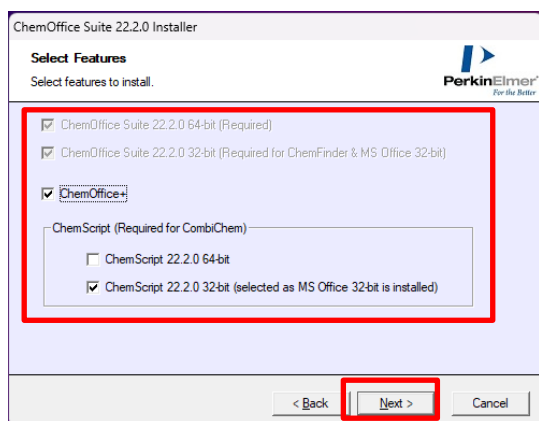 ChemOffice Suite 22.2.0 Installer
Select Features
Select features to install.
PerkinElmer
For the Better
ChemOffice Suite 22.2.0 64-bit (Required)
ChemOffice Suite 22.2.0 32-bit (Required for ChemFinder & MS Office 32-bit)
ChemOffice+
ChemScript (Required for CombiChem)
ChemScript 22.2.0 64-bit
ChemScript 22.2.0 32-bit (selected as MS Office 32-bit is installed)
< Back Next > Cancel